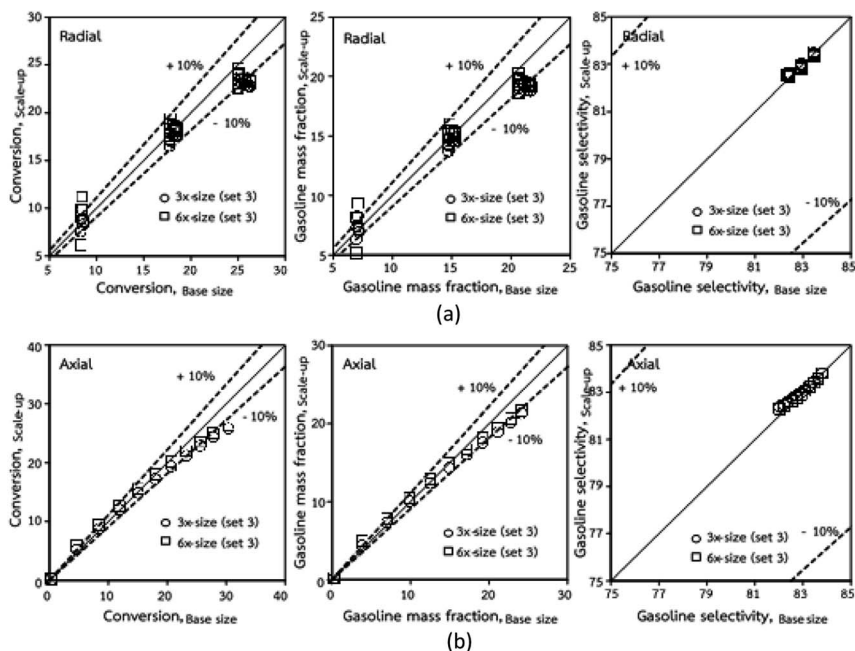 Radial
+ 10%
- 10%
3x-size (set 3)
6x-size (set 3)
Conversion, Scale-up
30
25
20
15
10
5
5 10 15 20 25 30
Conversion, Base size
Radial
+ 10%
- 10%
3x-size (set 3)
6x-size (set 3)
Gasoline mass fraction, Scale-up
25
20
15
10
5
5 10 15 20 25
Gasoline mass fraction, Base size
Radial
+ 10%
- 10%
3x-size (set 3)
6x-size (set 3)
Gasoline selectivity, Scale-up
85
83
81
79
77
75
75 77 79 81 83 85
Gasoline selectivity, Base size
(a)
Axial
+ 10%
- 10%
3x-size (set 3)
6x-size (set 3)
Conversion, Scale-up
40
30
20
10
0
0 10 20 30 40
Conversion, Base size
Axial
+ 10%
- 10%
3x-size (set 3)
6x-size (set 3)
Gasoline mass fraction, Scale-up
30
20
10
0
0 10 20 30
Gasoline mass fraction, Base size
Axial
+ 10%
- 10%
3x-size (set 3)
6x-size (set 3)
Gasoline selectivity, Scale-up
85
83
81
79
77
75
75 77 79 81 83 85
Gasoline selectivity, Base size
(b)